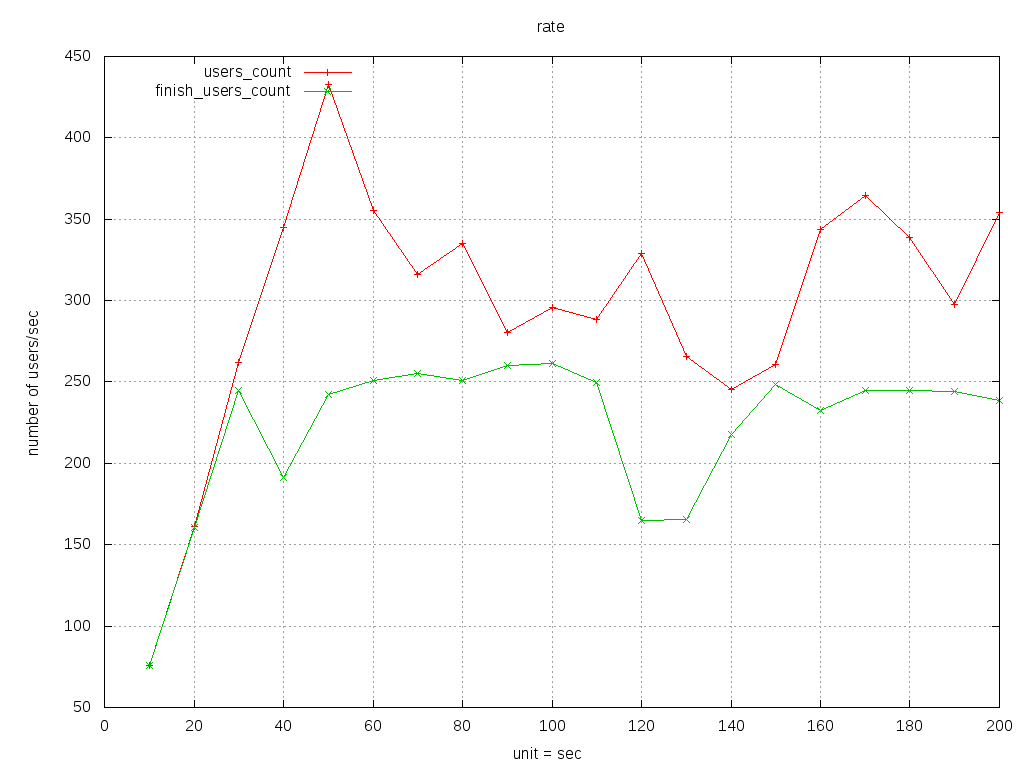 rate
450
users_count
finish_users_count
400
350
300
250
200
150
100
50
number of users/sec
0 20 40 60 80 100 120 140 160 180 200
unit = sec